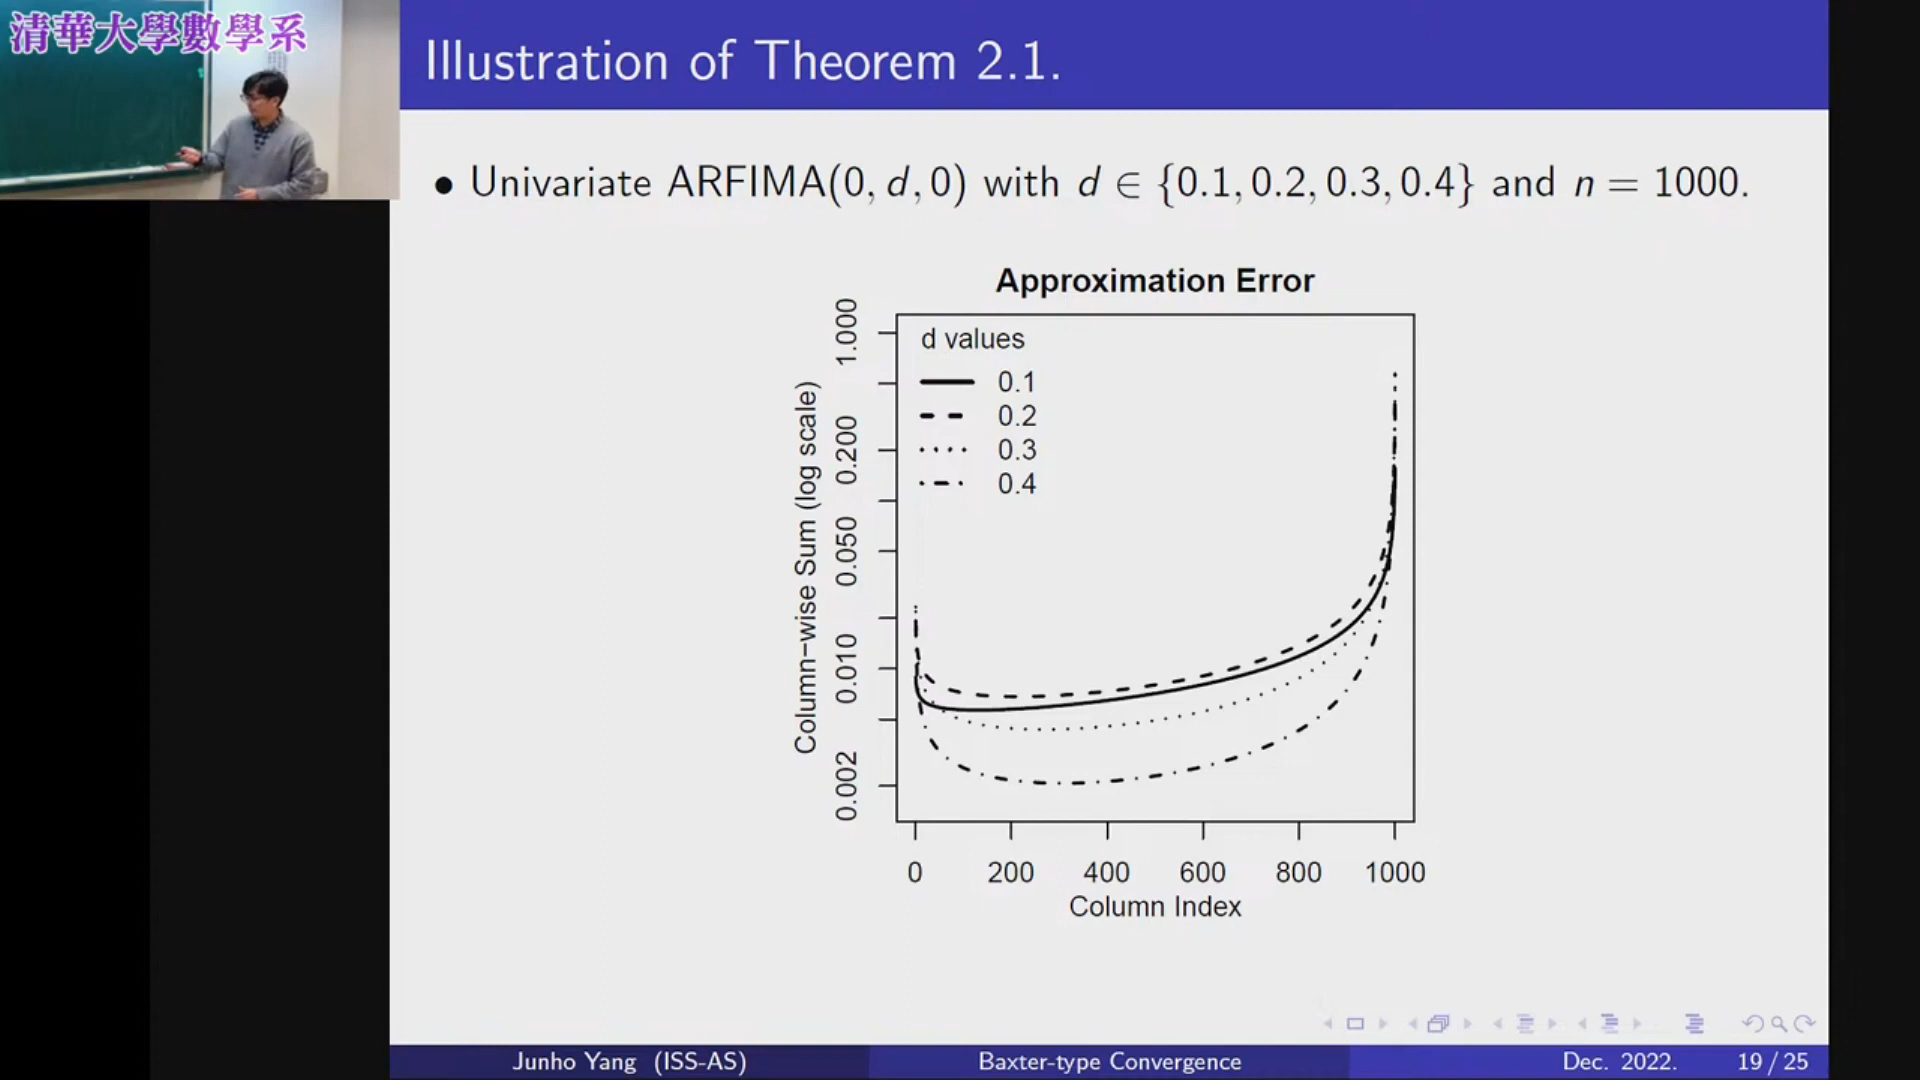 清華大學數學系
Illustration of Theorem 2.1.
• Univariate ARFIMA(0, d, 0) with d ∈ {0.1, 0.2, 0.3, 0.4} and n = 1000.
Approximation Error
Column−wise Sum (log scale)
1.000
0.200
0.050
0.010
0.002
d values
0.1
0.2
0.3
0.4
0 200 400 600 800 1000
Column Index
Junho Yang (ISS-AS) Baxter-type Convergence Dec. 2022. 19 / 25